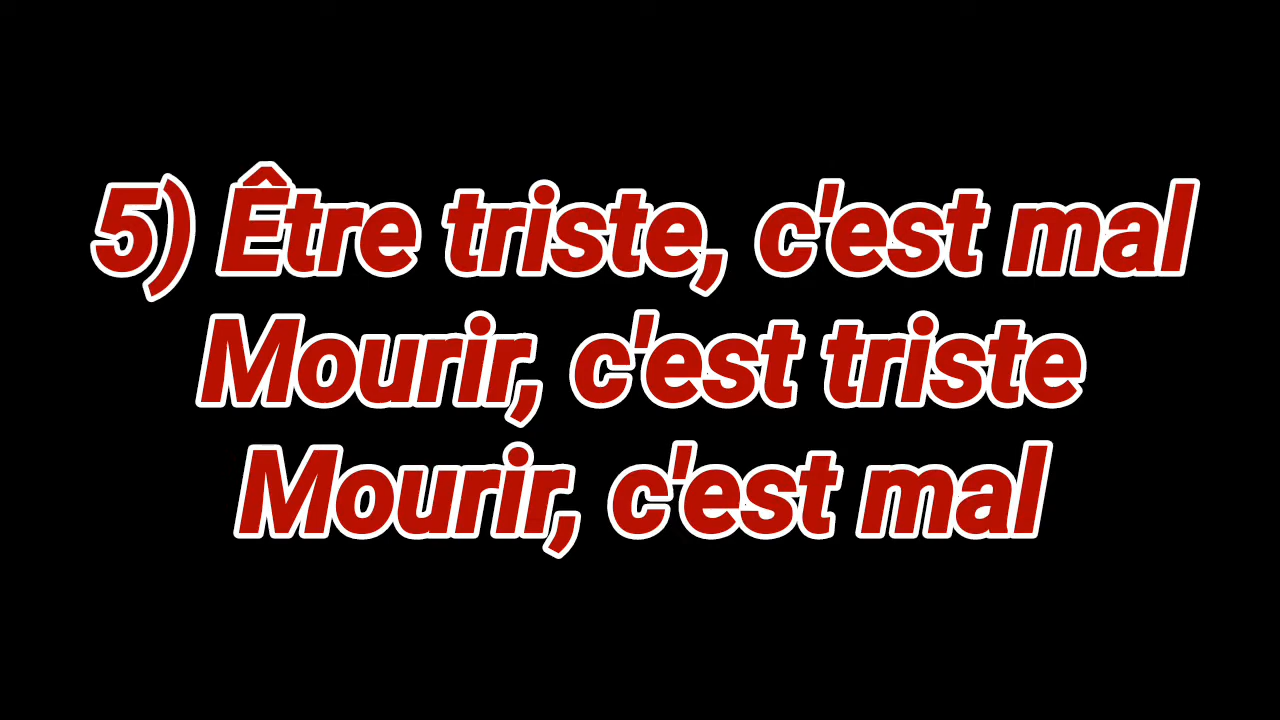 5) Être triste, c'est mal
Mourir, c'est triste
Mourir, c'est mal